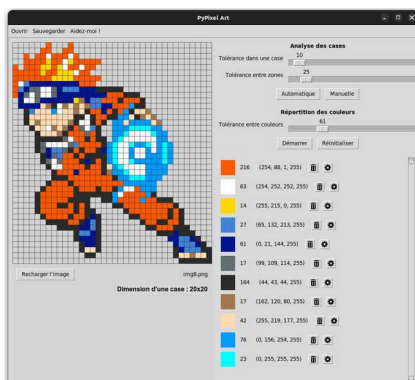 PyPixel Art
Ouvrir Sauvegarder Aidez-moi !
Analyse des cases
10
Tolérance dans une case
25
Tolérance entre zones
Automatique Manuelle
Répartition des couleurs
61
Tolérance entre couleurs
Démarrer Réinitialiser
216 (254, 88, 1, 255)
63 (254, 252, 252, 255)
14 (255, 215, 0, 255)
27 (65, 132, 213, 255)
61 (0, 21, 144, 255)
17 (99, 109, 114, 255)
164 (44, 43, 44, 255)
17 (162, 120, 80, 255)
42 (255, 219, 177, 255)
76 (0, 156, 254, 255)
23 (0, 255, 255, 255)
Recharger l'image img8.png
Dimension d'une case : 20x20